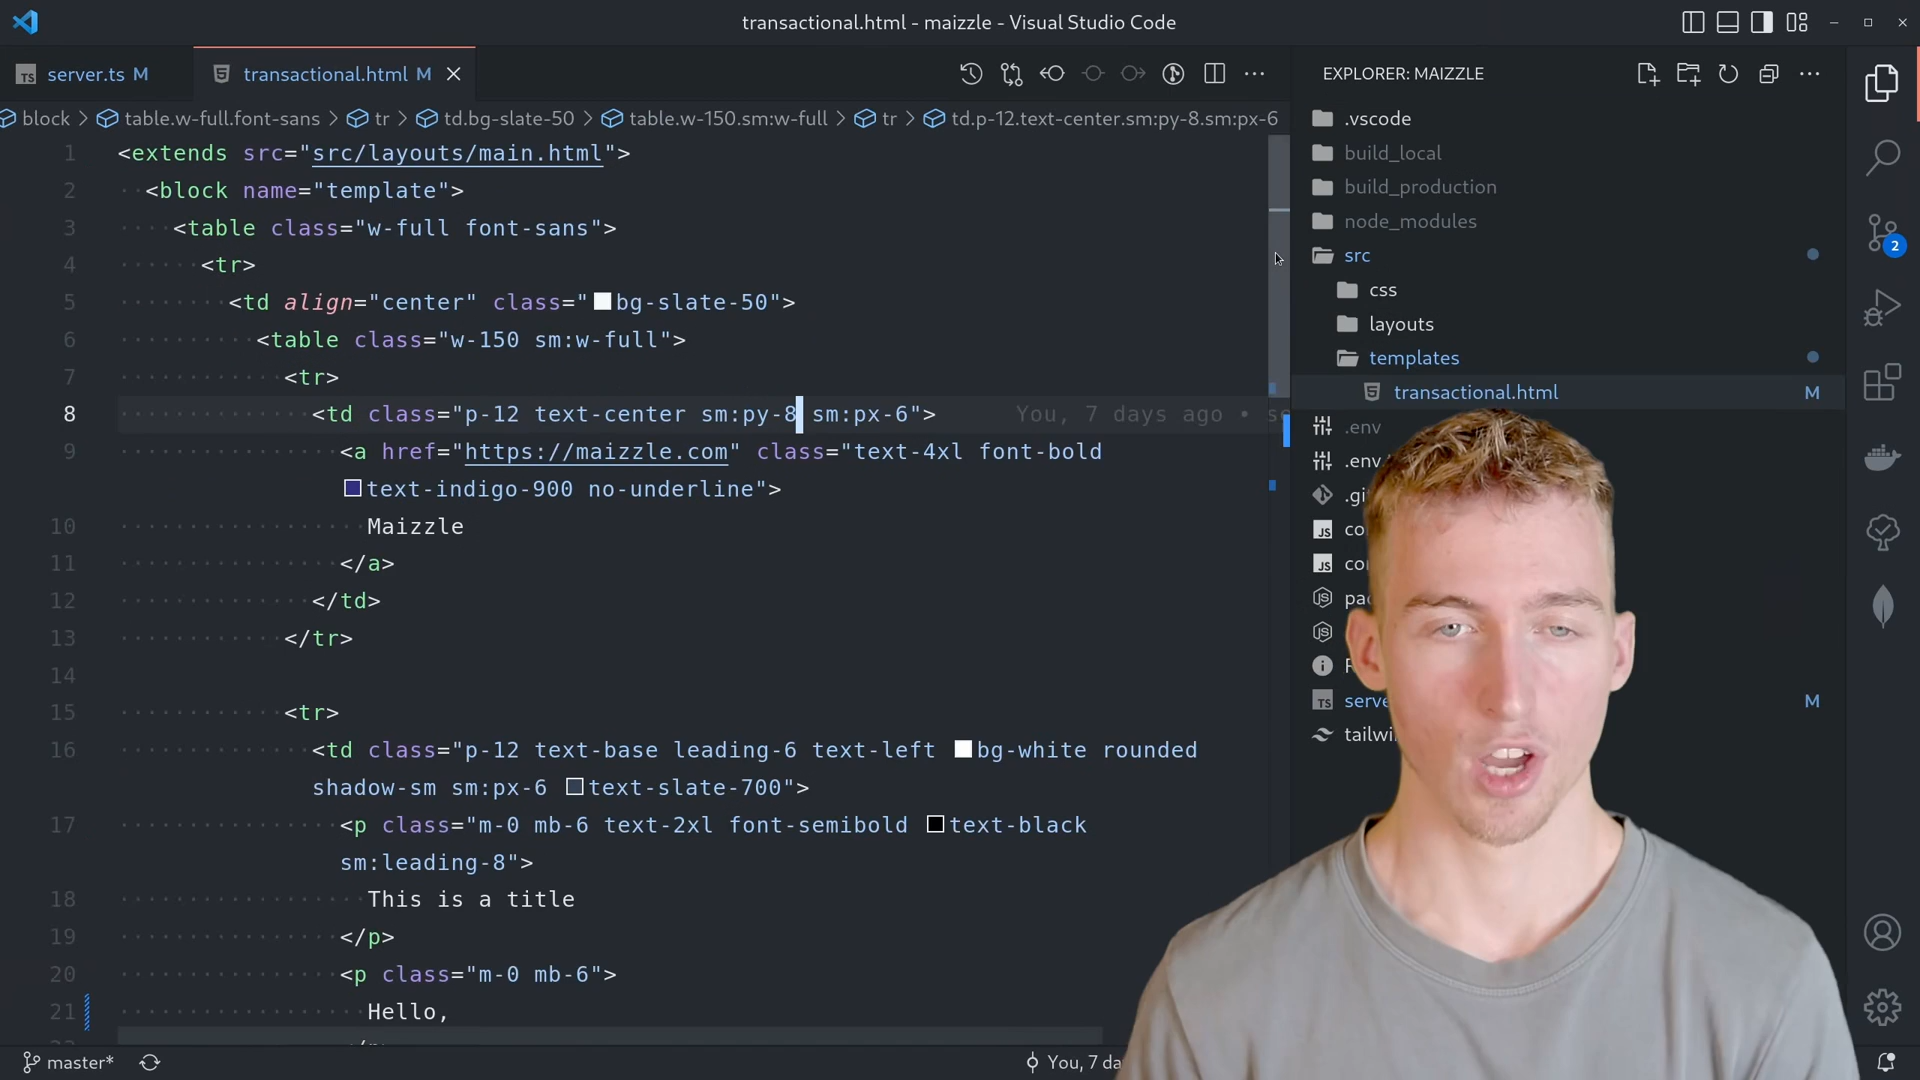 transactional.html - maizzle - Visual Studio Code
server.ts M
transactional.html M
EXPLORER: MAIZZLE
block > table.w-full.font-sans > tr > td.bg-slate-50 > table.w-150.sm:w-full > tr > td.p-12.text-center.sm:py-8.sm:px-6
1 <extends src="src/layouts/main.html">
2 <block name="template">
3 <table class="w-full font-sans">
4 <tr>
5 <td align="center" class="bg-slate-50">
6 <table class="w-150 sm:w-full">
7 <tr>
8 <td class="p-12 text-center sm:py-8 sm:px-6"> You, 7 days ago •
9 <a href="https://maizzle.com" class="text-4xl font-bold
text-indigo-900 no-underline">
10 Maizzle
11 </a>
12 </td>
13 </tr>
14
15 <tr>
16 <td class="p-12 text-base leading-6 text-left bg-white rounded
shadow-sm sm:px-6 text-slate-700">
17 <p class="m-0 mb-6 text-2xl font-semibold text-black
sm:leading-8">
18 This is a title
19 </p>
20 <p class="m-0 mb-6">
21 Hello,
.vscode
build_local
build_production
node_modules
src
css
layouts
templates
transactional.html M
.env
.env
.gi
JS co
JS co
pac
TS serve M
tailwi
2
master*
You, 7 da